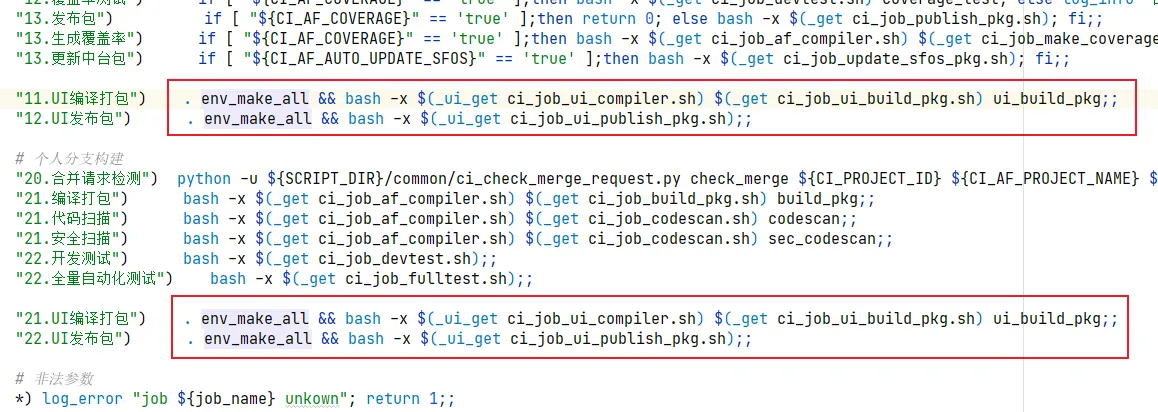 "12.覆盖率测试") if [ "${CI_AF_COVERAGE}" == 'true' ];then bash -x $(_get ci_job_devtest.sh) coverage_test; else log_info
"13.发布包") if [ "${CI_AF_COVERAGE}" == 'true' ];then return 0; else bash -x $(_get ci_job_publish_pkg.sh); fi;;
"13.生成覆盖率") if [ "${CI_AF_COVERAGE}" == 'true' ];then bash -x $(_get ci_job_af_compiler.sh) $(_get ci_job_make_coverage
"13.更新中台包") if [ "${CI_AF_AUTO_UPDATE_SFOS}" == 'true' ];then bash -x $(_get ci_job_update_sfos_pkg.sh); fi;;
"11.UI编译打包") . env_make_all && bash -x $(_ui_get ci_job_ui_compiler.sh) $(_get ci_job_ui_build_pkg.sh) ui_build_pkg;;
"12.UI发布包") . env_make_all && bash -x $(_ui_get ci_job_ui_publish_pkg.sh);;
# 个人分支构建
"20.合并请求检测") python -u ${SCRIPT_DIR}/common/ci_check_merge_request.py check_merge ${CI_PROJECT_ID} ${CI_AF_PROJECT_NAME} $
"21.编译打包") bash -x $(_get ci_job_af_compiler.sh) $(_get ci_job_build_pkg.sh) build_pkg;;
"21.代码扫描") bash -x $(_get ci_job_af_compiler.sh) $(_get ci_job_codescan.sh) codescan;;
"21.安全扫描") bash -x $(_get ci_job_af_compiler.sh) $(_get ci_job_codescan.sh) sec_codescan;;
"22.开发测试") bash -x $(_get ci_job_devtest.sh);;
"22.全量自动化测试") bash -x $(_get ci_job_fulltest.sh);;
"21.UI编译打包") . env_make_all && bash -x $(_ui_get ci_job_ui_compiler.sh) $(_get ci_job_ui_build_pkg.sh) ui_build_pkg;;
"22.UI发布包") . env_make_all && bash -x $(_ui_get ci_job_ui_publish_pkg.sh);;
# 非法参数
*) log_error "job ${job_name} unkown"; return 1;;